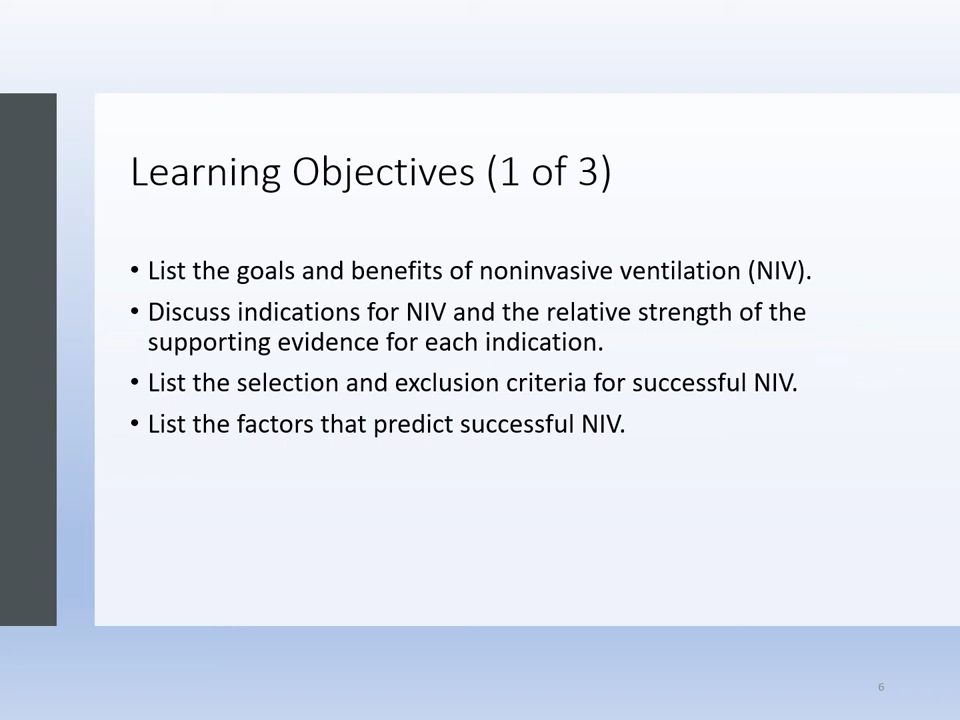 Learning Objectives (1 of 3)
• List the goals and benefits of noninvasive ventilation (NIV).
• Discuss indications for NIV and the relative strength of the
supporting evidence for each indication.
• List the selection and exclusion criteria for successful NIV.
• List the factors that predict successful NIV.
6